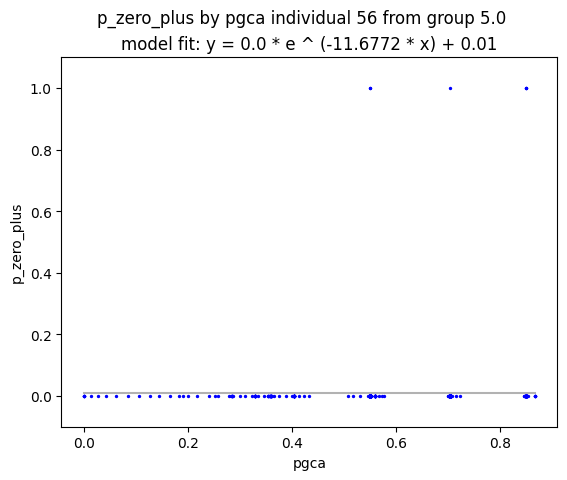 p_zero_plus by pgca individual 56 from group 5.0
model fit: y = 0.0 * e ^ (-11.6772 * x) + 0.01
1.0
0.8
0.6
0.4
0.2
0.0
p_zero_plus
0.0 0.2 0.4 0.6 0.8
pgca